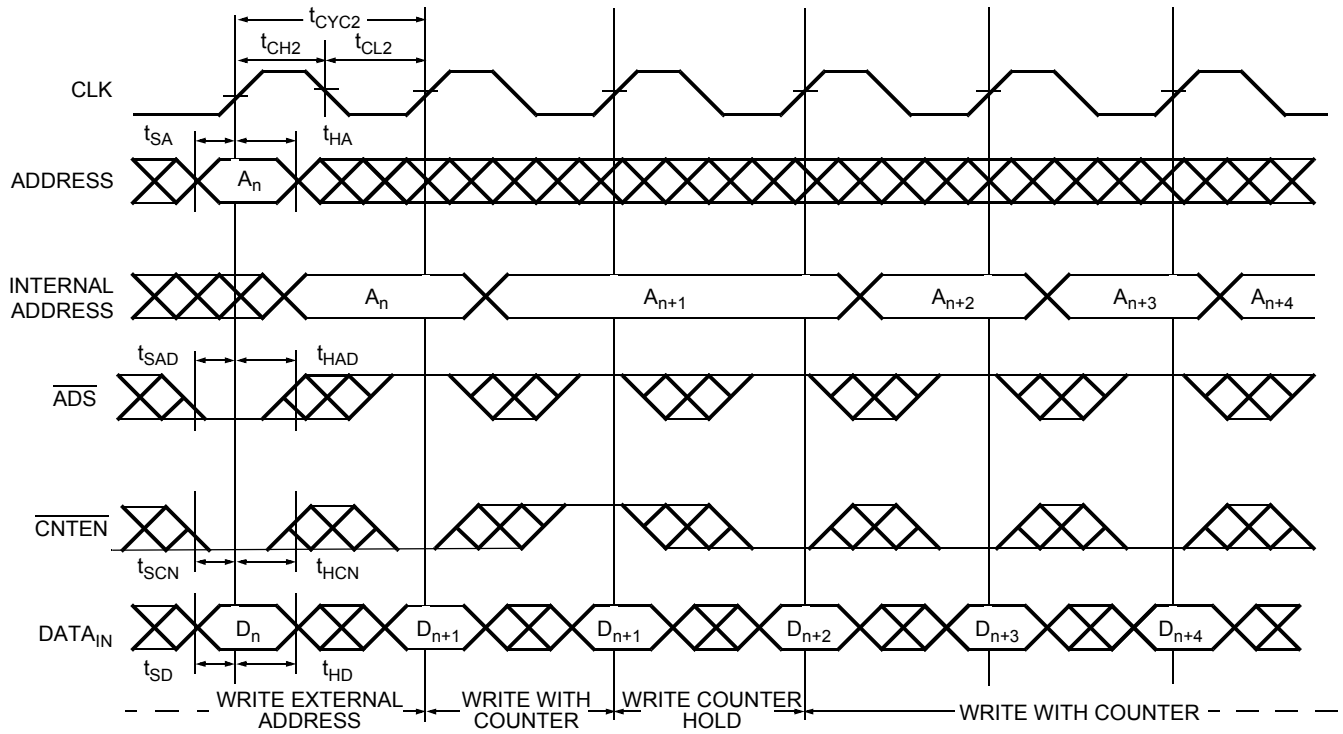 tCYC2
tCH2 tCL2
CLK
tSA tHA
ADDRESS An
INTERNAL
ADDRESS An An+1 An+2 An+3 An+4
tSAD tHAD
ADS
CNTEN
tSCN tHCN
DATAIN Dn Dn+1 Dn+1 Dn+2 Dn+3 Dn+4
tSD tHD
WRITE EXTERNAL
ADDRESS
WRITE WITH
COUNTER
WRITE COUNTER
HOLD
WRITE WITH COUNTER